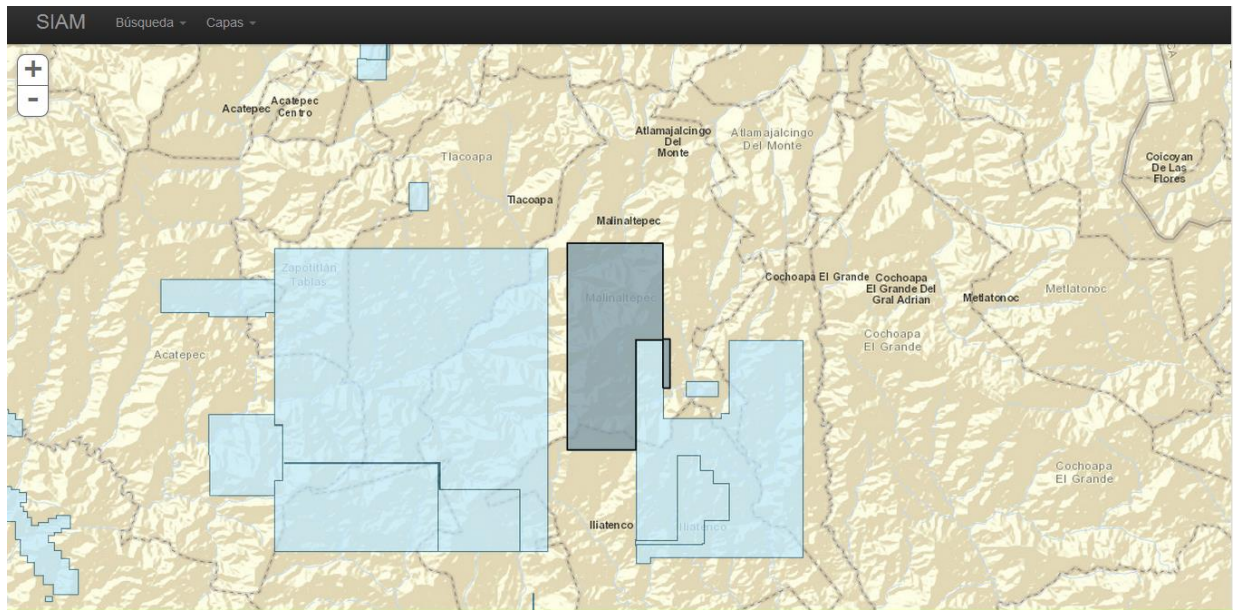 SIAM
Búsqueda
Capas
+
-
Acatepec
Acatepec
Centro
Atlamajalcingo
Del
Monte
Atlamajalcingo
Del Monte
Tlacoapa
Coicoyan
De Las
Flores
Tlacoapa
Malinaltepec
Zapotitlán
Tablas
Cochoapa El Grande
Cochoapa
El Grande Del
Gral Adrian
Metlatonoc
Metlatonoc
Malinaltepec
Cochoapa
El Grande
Acatepec
Cochoapa
El Grande
Iliatenco
Iliatenco